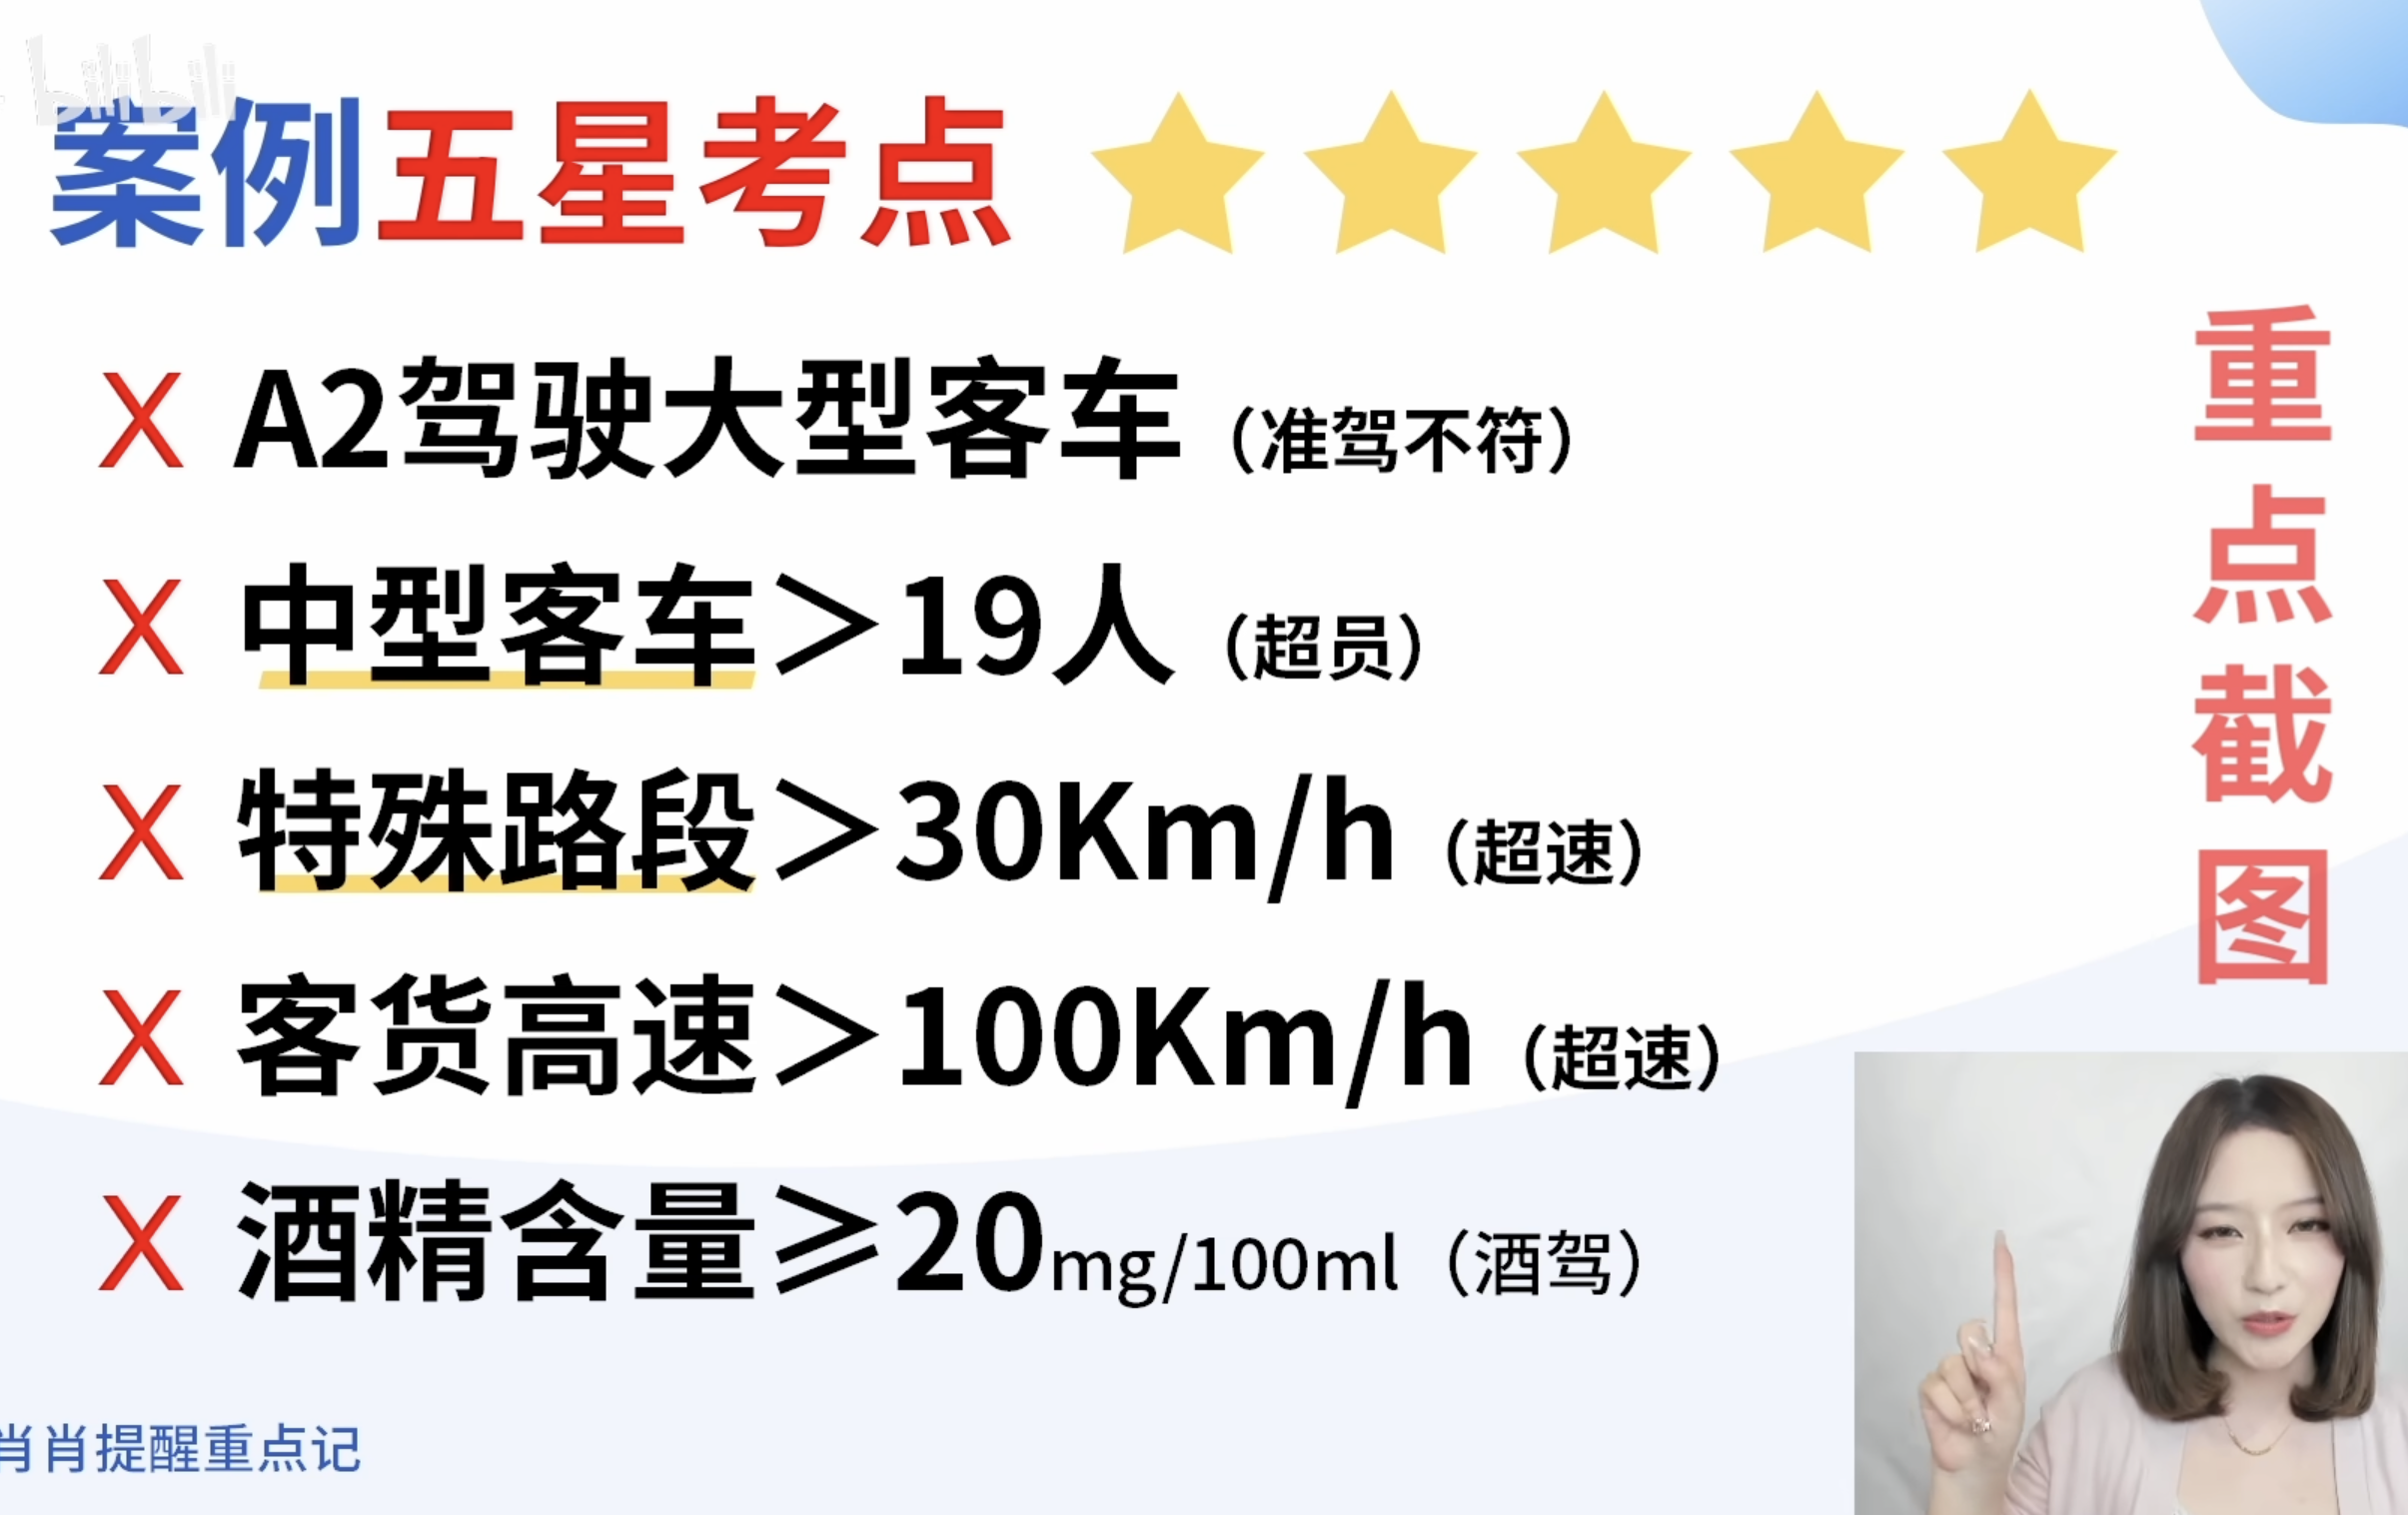 bilibili
案例五星考点
X A2驾驶大型客车（准驾不符）
X 中型客车＞19人（超员）
X 特殊路段＞30Km/h（超速）
X 客货高速＞100Km/h（超速）
X 酒精含量≥20mg/100ml（酒驾）
重点截图
肖肖提醒重点记